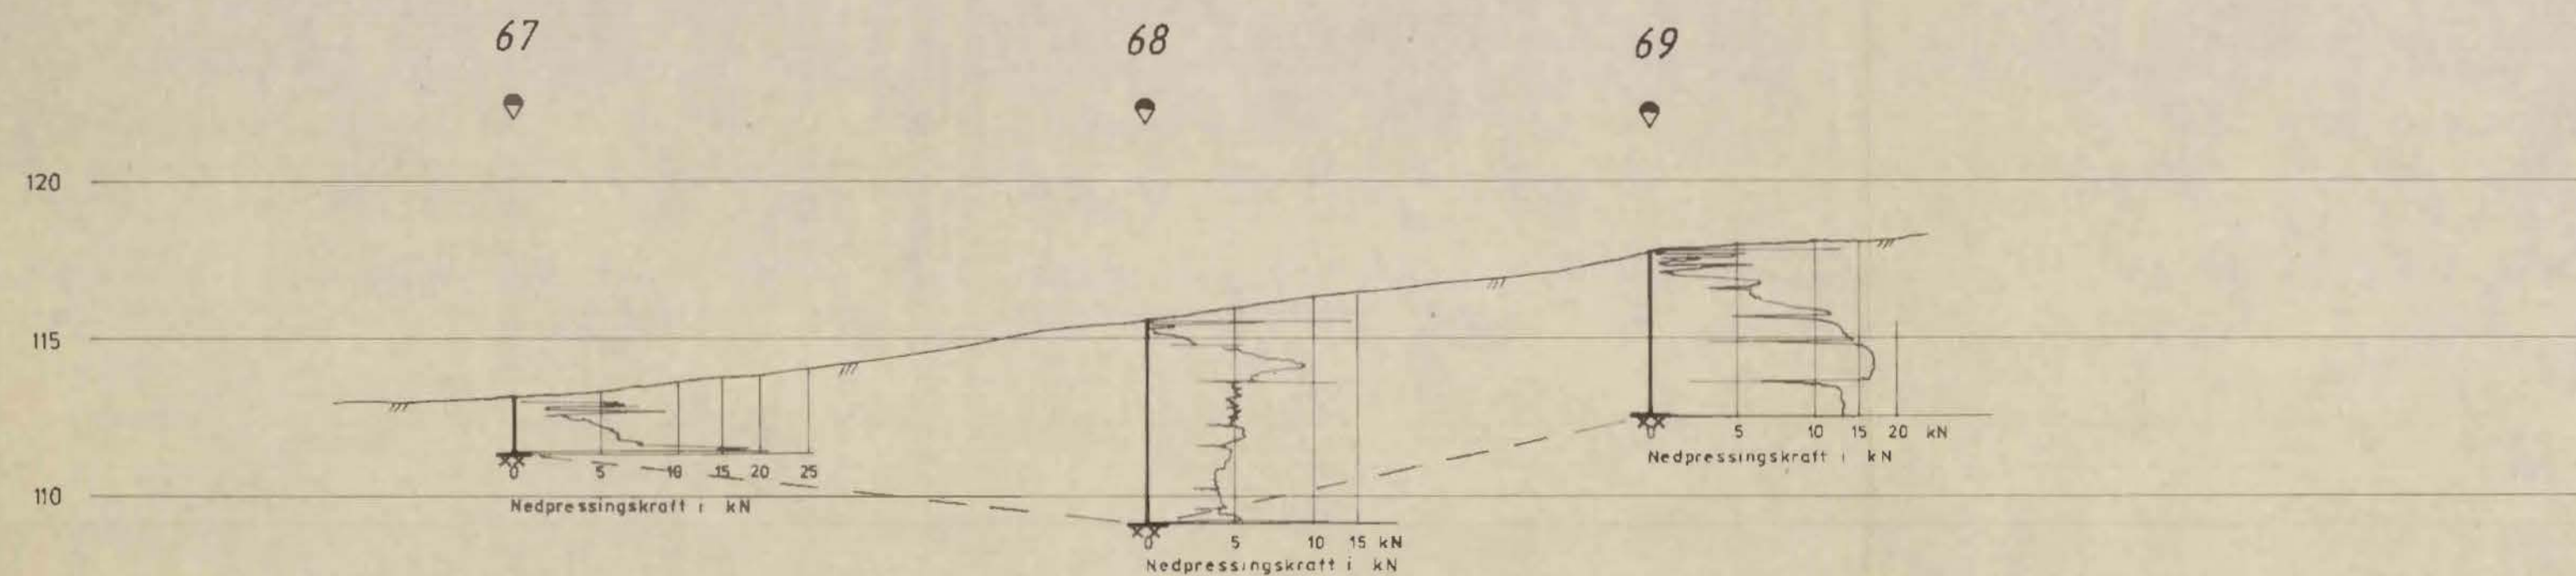 67 68 69
120
115
110
0 5 10 15 20 25
Nedpressingskraft i kN
0 5 10 15 kN
Nedpressingskraft i kN
0 5 10 15 20 kN
Nedpressingskraft i kN